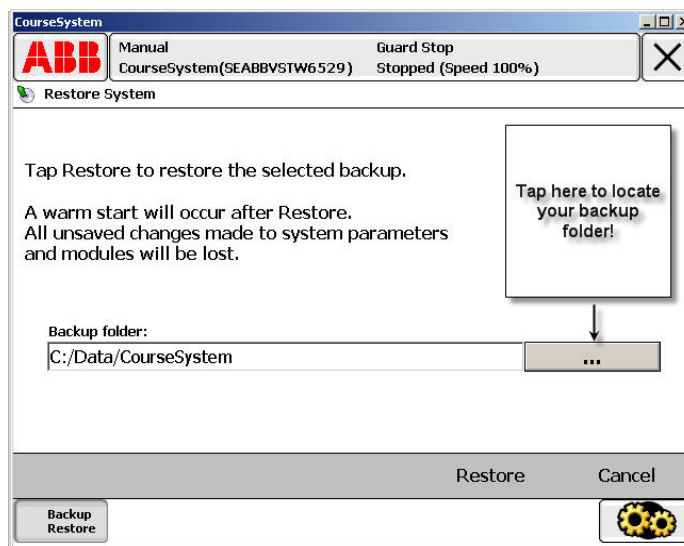 CourseSystem
ABB
Manual
CourseSystem(SEABBVSTW6529)
Guard Stop
Stopped (Speed 100%)
Restore System
Tap Restore to restore the selected backup.
A warm start will occur after Restore.
All unsaved changes made to system parameters
and modules will be lost.
Tap here to locate
your backup
folder!
Backup folder:
C:/Data/CourseSystem
...
Restore
Cancel
Backup
Restore